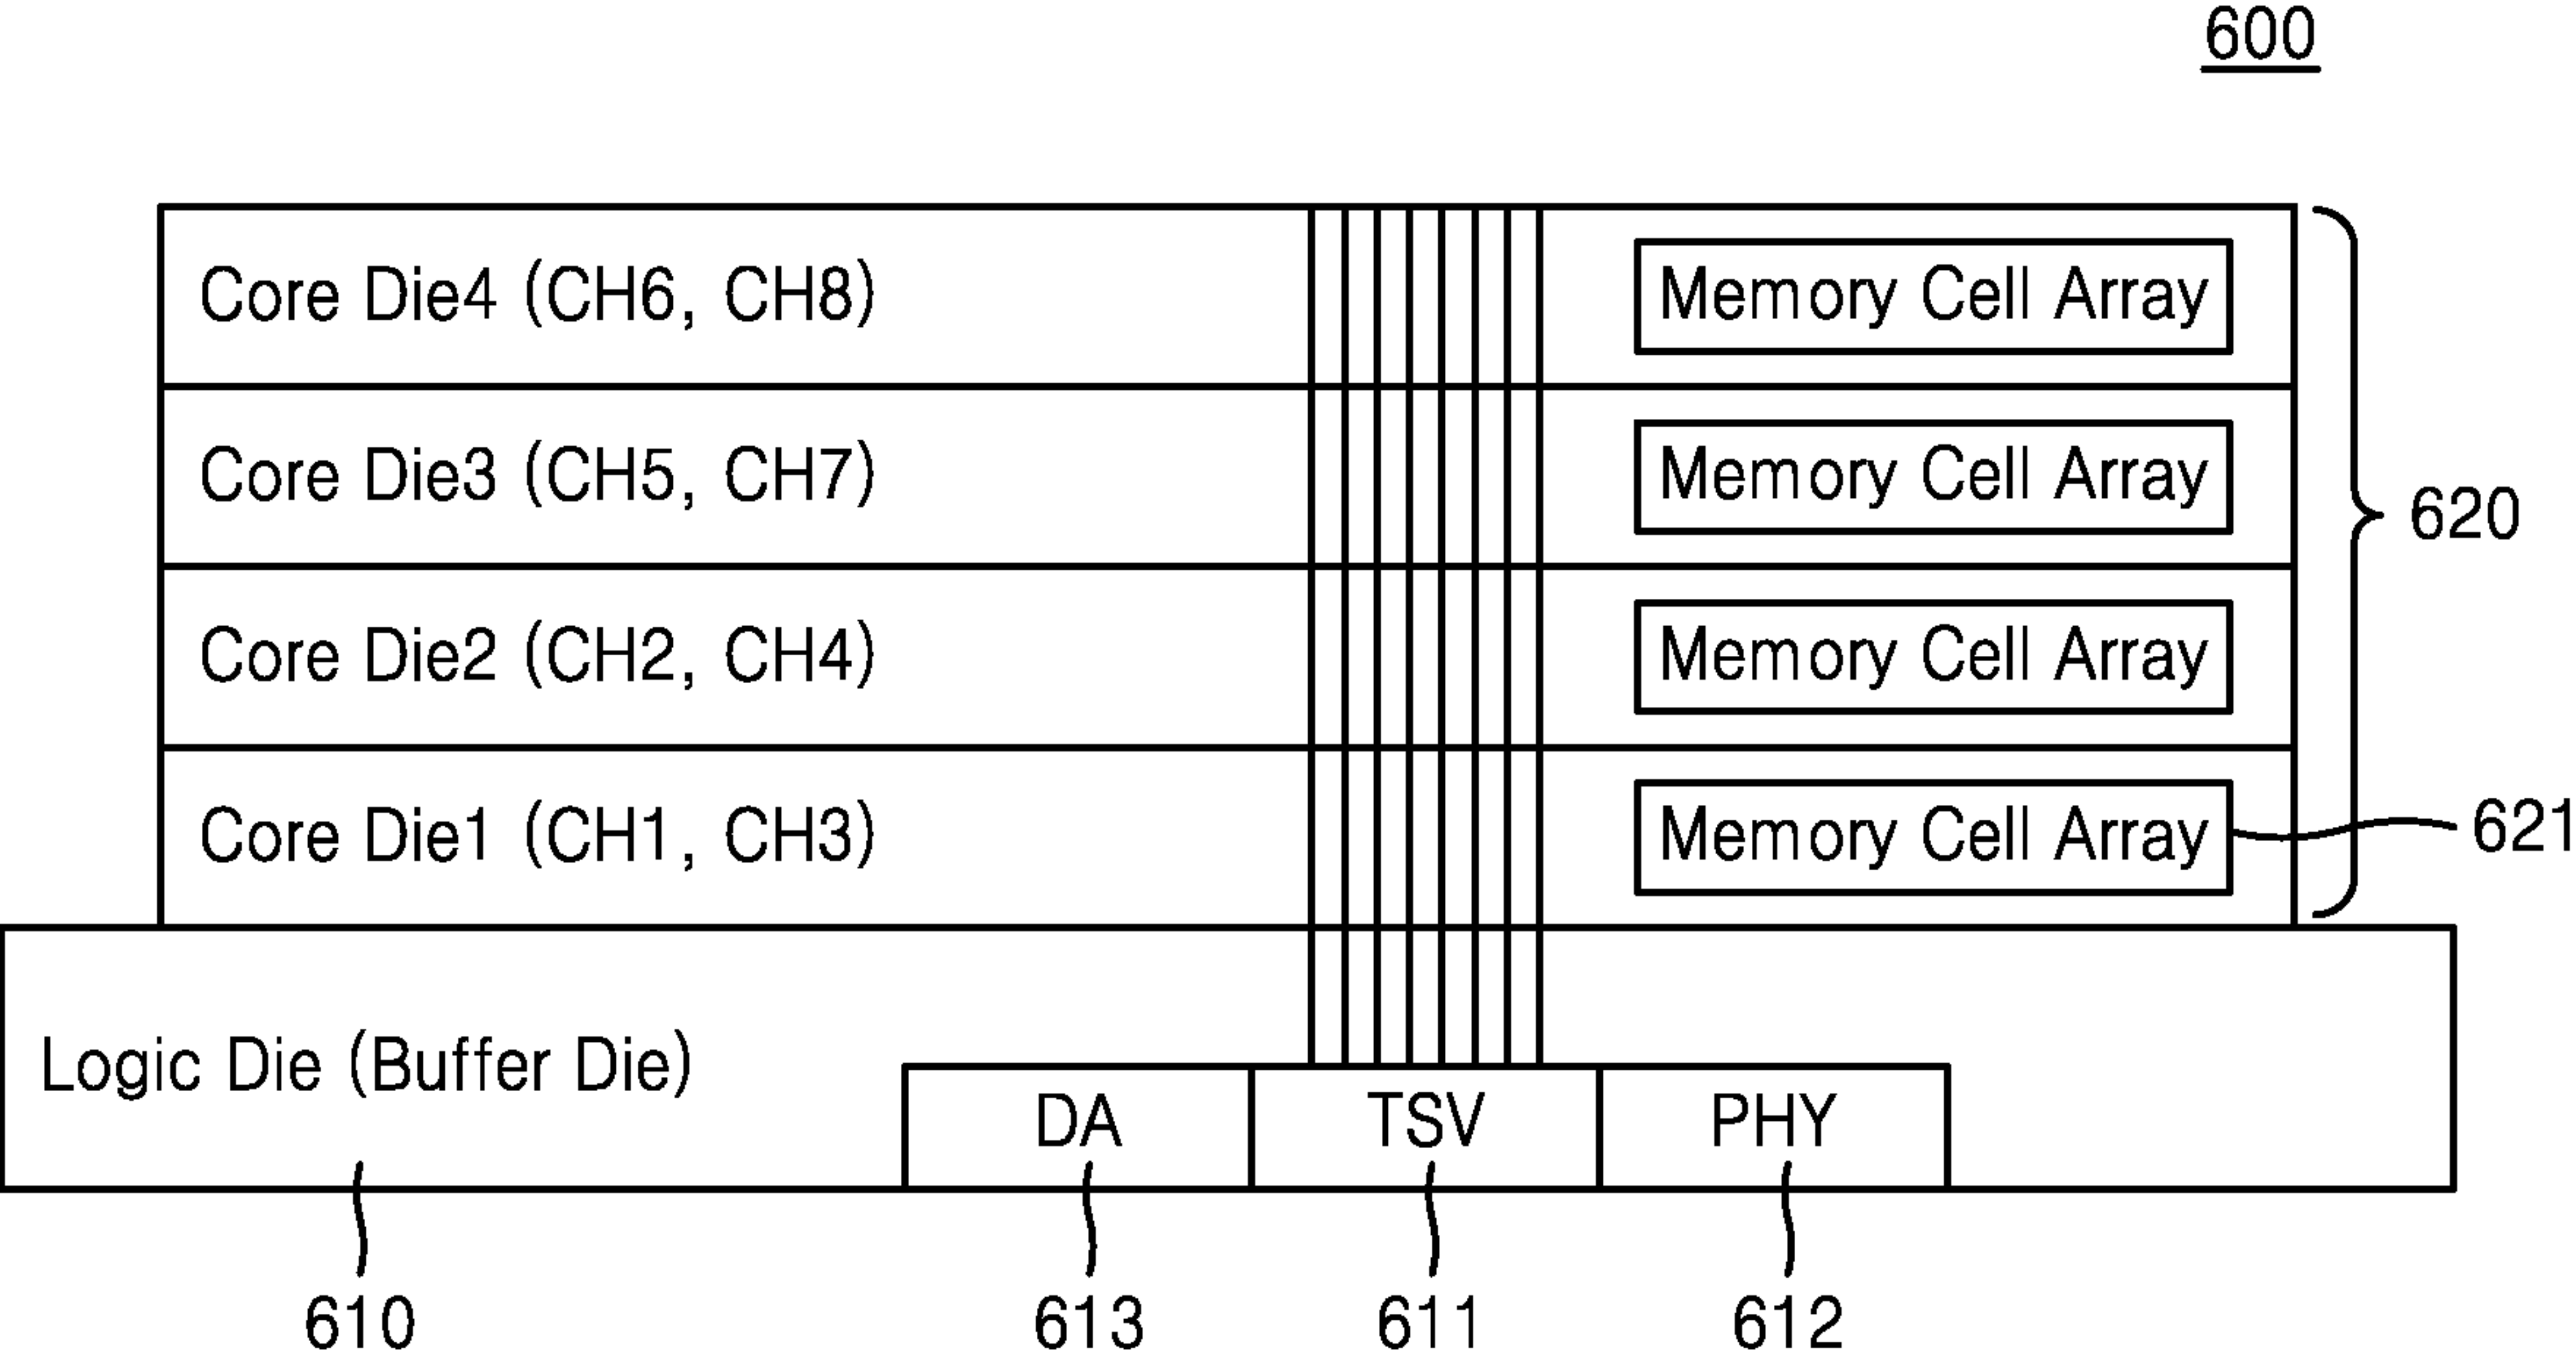 600
Core Die4 (CH6, CH8) Memory Cell Array
Core Die3 (CH5, CH7) Memory Cell Array
620
Core Die2 (CH2, CH4) Memory Cell Array
Core Die1 (CH1, CH3) Memory Cell Array 621
Logic Die (Buffer Die)
DA TSV PHY
610 613 611 612